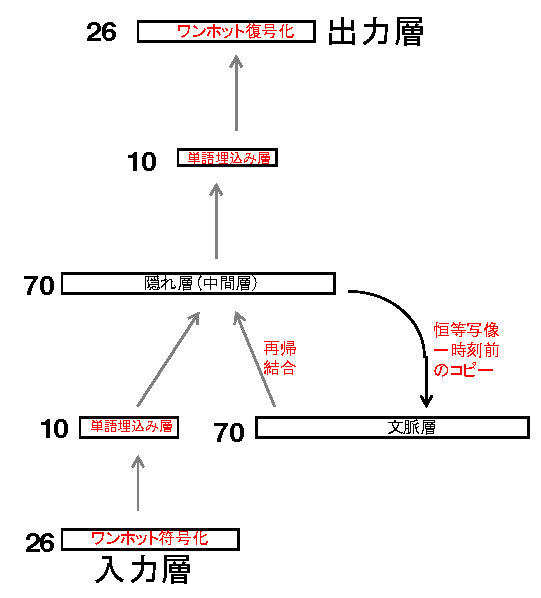 26
ワンホット復号化
出力層
10
単語埋込み層
70
隠れ層(中間層)
再帰
結合
恒等写像
一時刻前
のコピー
10
単語埋込み層
70
文脈層
26
ワンホット符号化
入力層